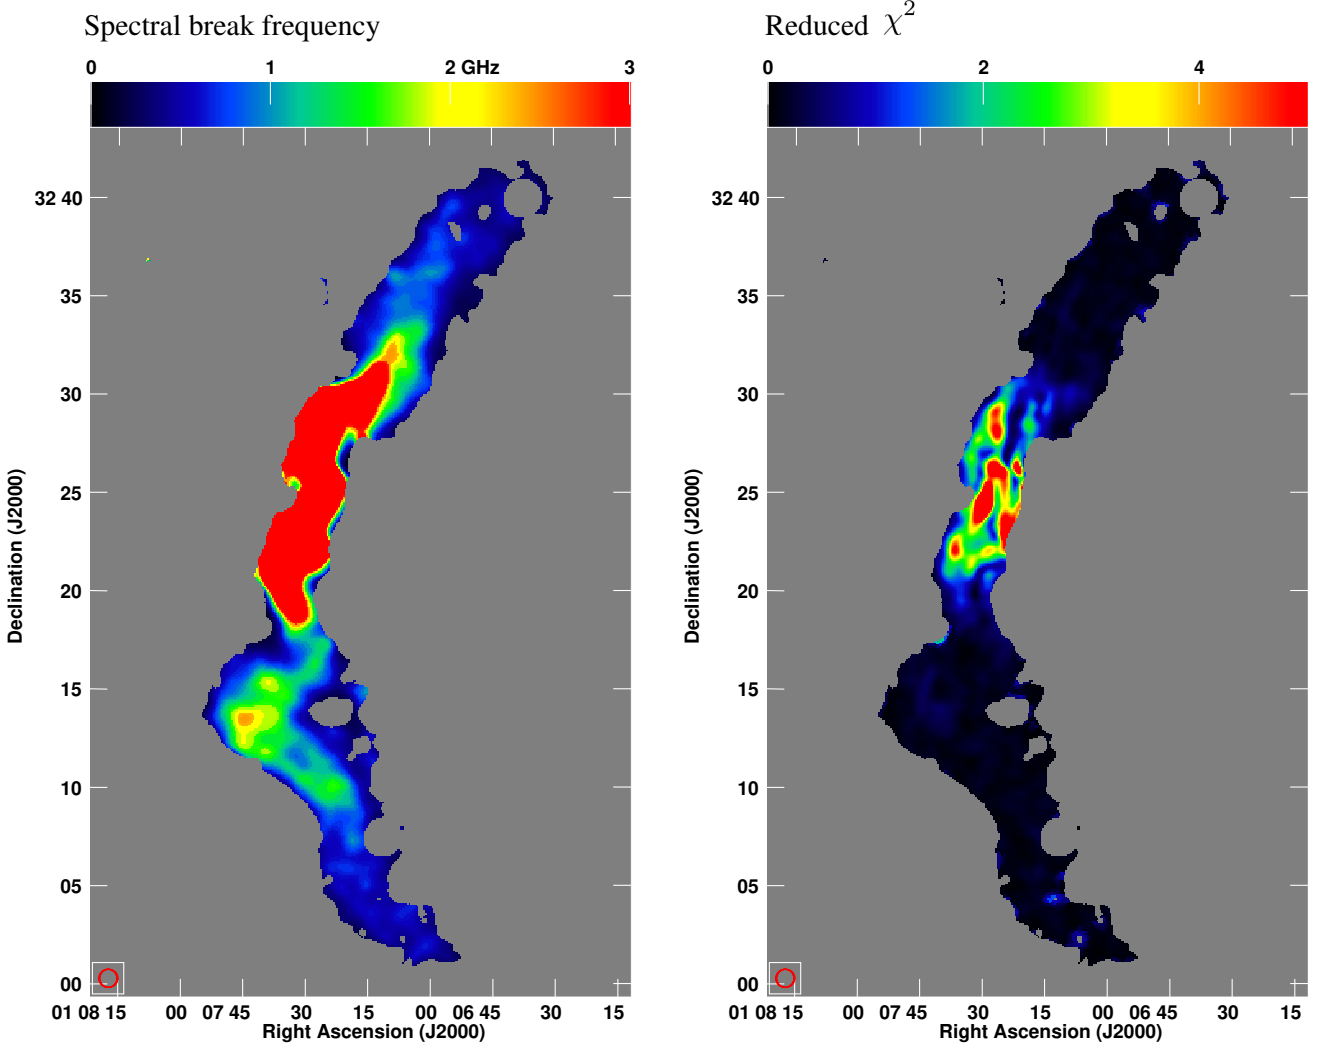 Spectral break frequency
Reduced χ²
0 1 2 GHz 3
0 2 4
32 40
35
30
25
20
15
10
05
00
Declination (J2000)
01 08 15 00 07 45 30 15 00 06 45 30 15
Right Ascension (J2000)
32 40
35
30
25
20
15
10
05
00
Declination (J2000)
01 08 15 00 07 45 30 15 00 06 45 30 15
Right Ascension (J2000)